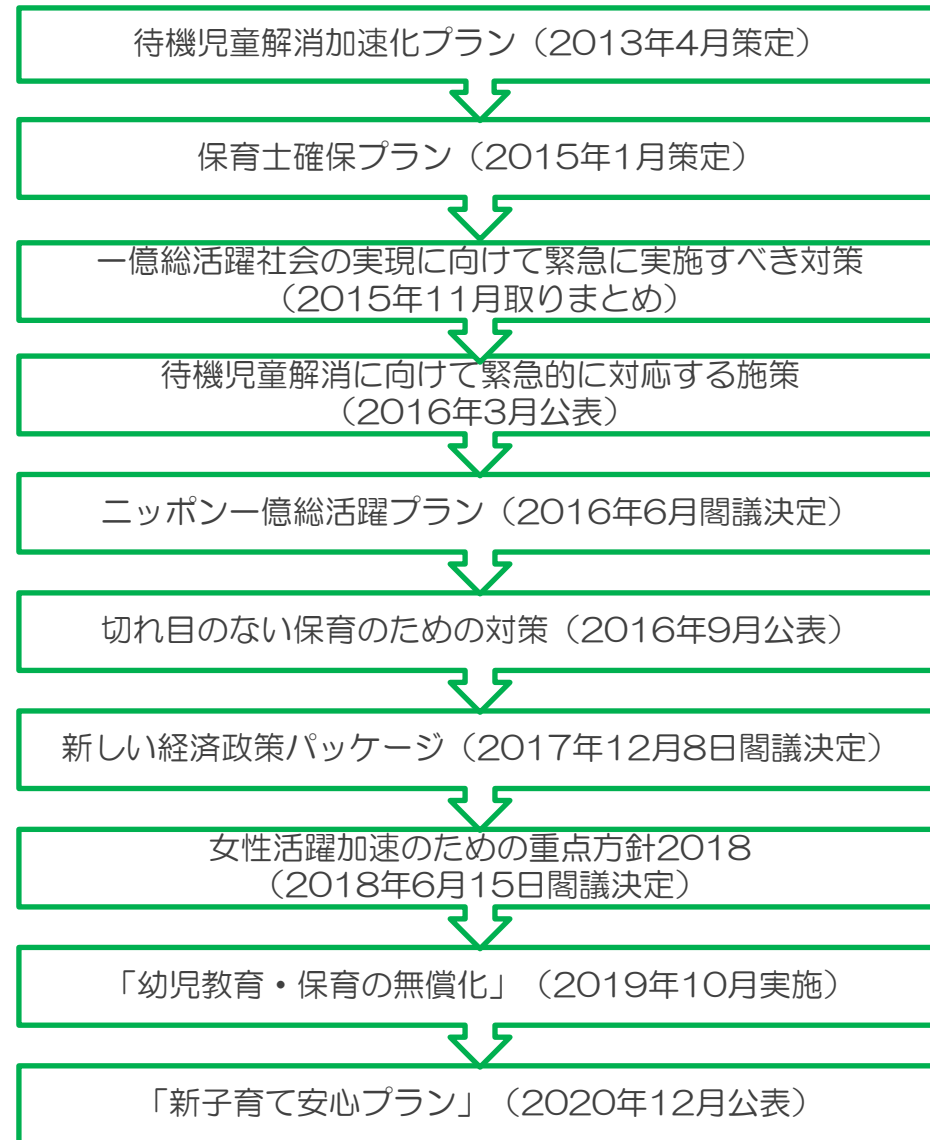 待機児童解消加速化プラン（2013年4月策定）
保育士確保プラン（2015年1月策定）
一億総活躍社会の実現に向けて緊急に実施すべき対策
（2015年11月取りまとめ）
待機児童解消に向けて緊急的に対応する施策
（2016年3月公表）
ニッポン一億総活躍プラン（2016年6月閣議決定）
切れ目のない保育のための対策（2016年9月公表）
新しい経済政策パッケージ（2017年12月8日閣議決定）
女性活躍加速のための重点方針2018
（2018年6月15日閣議決定）
「幼児教育・保育の無償化」（2019年10月実施）
「新子育て安心プラン」（2020年12月公表）